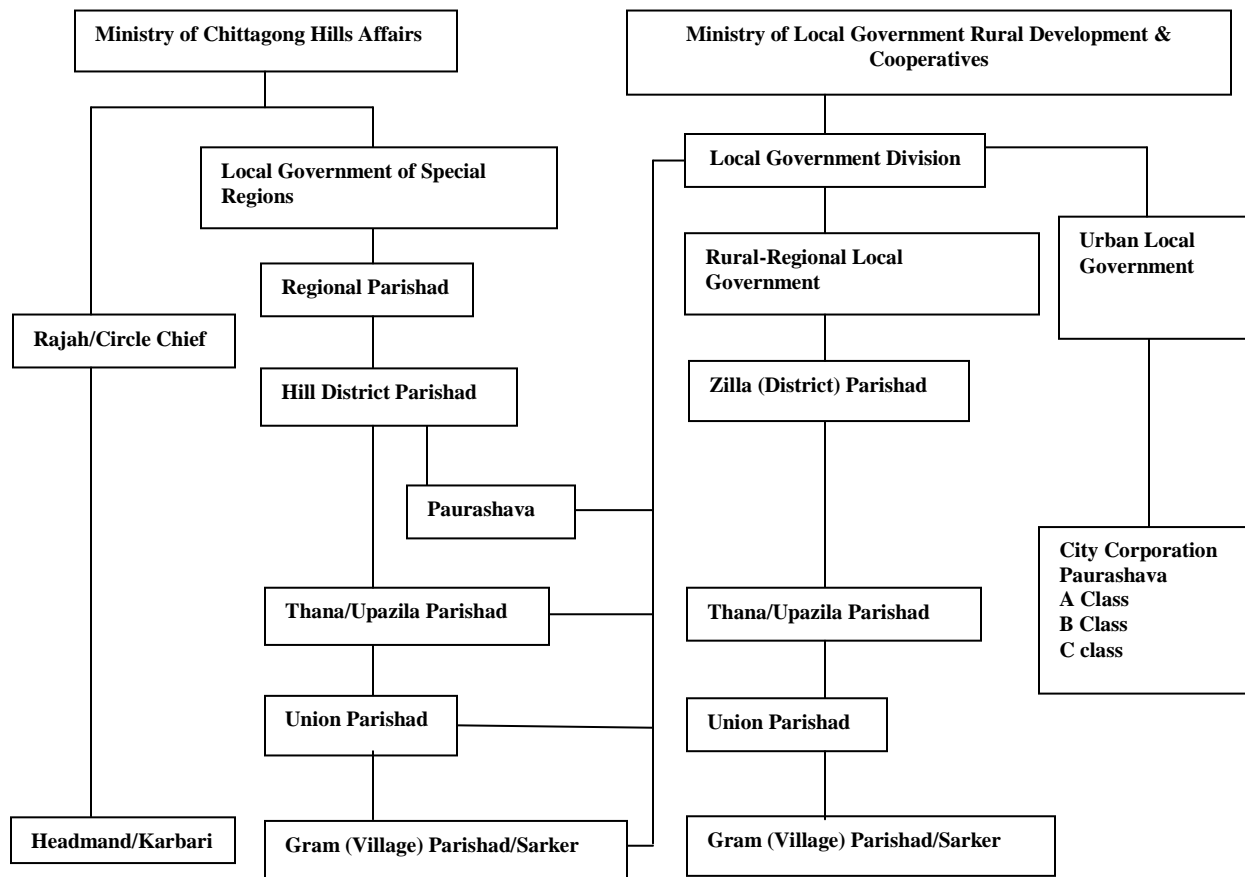 Ministry of Chittagong Hills Affairs
Ministry of Local Government Rural Development &
Cooperatives
Local Government Division
Local Government of Special
Regions
Urban Local
Government
Rural-Regional Local
Government
Regional Parishad
Rajah/Circle Chief
Hill District Parishad
Zilla (District) Parishad
Paurashava
City Corporation
Paurashava
A Class
B Class
C class
Thana/Upazila Parishad
Thana/Upazila Parishad
Union Parishad
Union Parishad
Headmand/Karbari
Gram (Village) Parishad/Sarker
Gram (Village) Parishad/Sarker